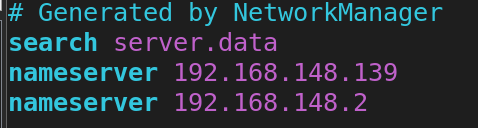 # Generated by NetworkManager
search server.data
nameserver 192.168.148.139
nameserver 192.168.148.2